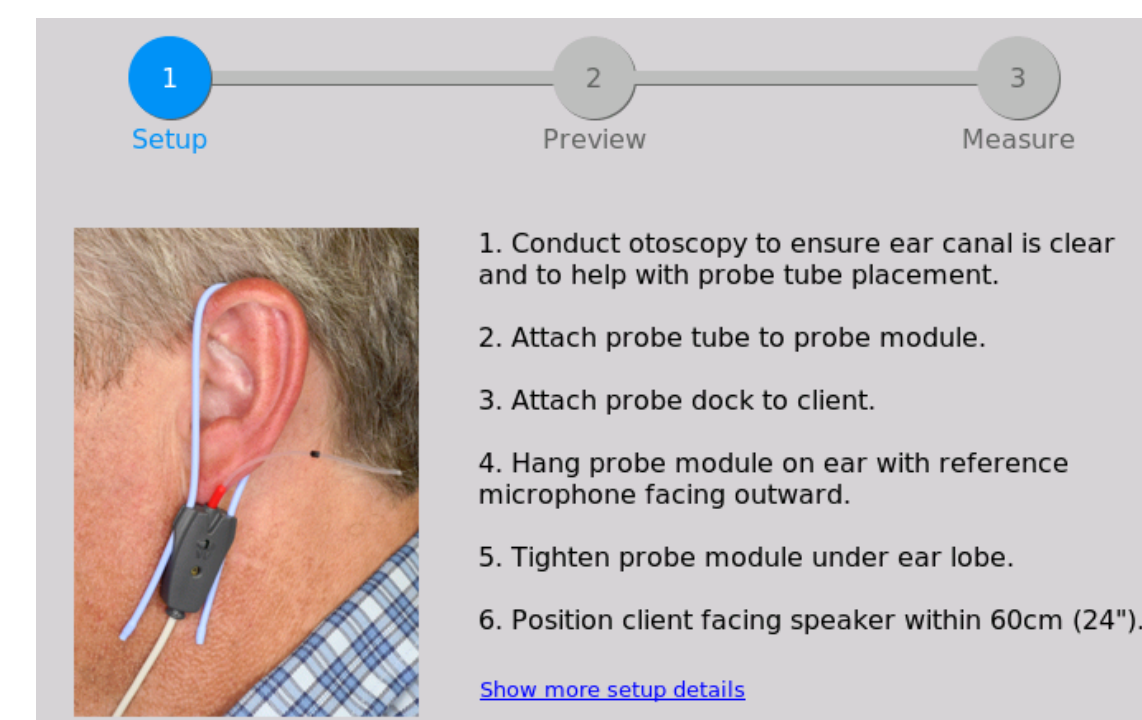 1
2
3
Setup
Preview
Measure
1. Conduct otoscopy to ensure ear canal is clear
and to help with probe tube placement.
2. Attach probe tube to probe module.
3. Attach probe dock to client.
4. Hang probe module on ear with reference
microphone facing outward.
5. Tighten probe module under ear lobe.
6. Position client facing speaker within 60cm (24").
Show more setup details